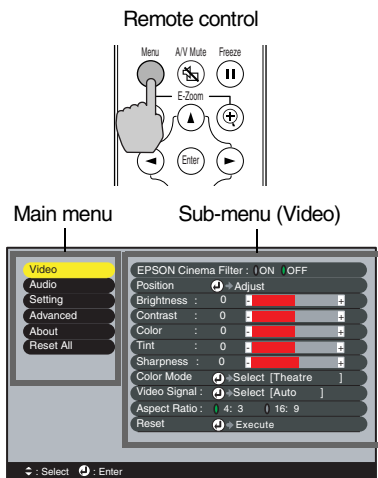 Remote control
Menu A/V Mute Freeze
E-Zoom
Enter
Main menu Sub-menu (Video)
Video
Audio
Setting
Advanced
About
Reset All
EPSON Cinema Filter : ON OFF
Position Adjust
Brightness : 0 - +
Contrast : 0 - +
Color : 0 - +
Tint : 0 - +
Sharpness : 0 - +
Color Mode Select [Theatre ]
Video Signal : Select [Auto ]
Aspect Ratio : 4: 3 16: 9
Reset Execute
: Select : Enter